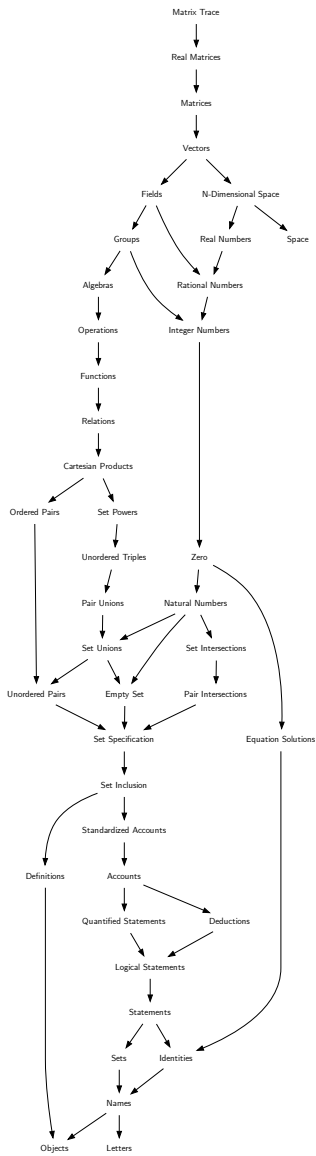 Matrix Trace
Real Matrices
Matrices
Vectors
Fields
N-Dimensional Space
Groups
Real Numbers
Space
Algebras
Rational Numbers
Operations
Integer Numbers
Functions
Relations
Cartesian Products
Ordered Pairs
Set Powers
Unordered Triples
Zero
Pair Unions
Natural Numbers
Set Unions
Set Intersections
Unordered Pairs
Empty Set
Pair Intersections
Set Specification
Equation Solutions
Set Inclusion
Standardized Accounts
Definitions
Accounts
Quantified Statements
Deductions
Logical Statements
Statements
Sets
Identities
Names
Objects
Letters